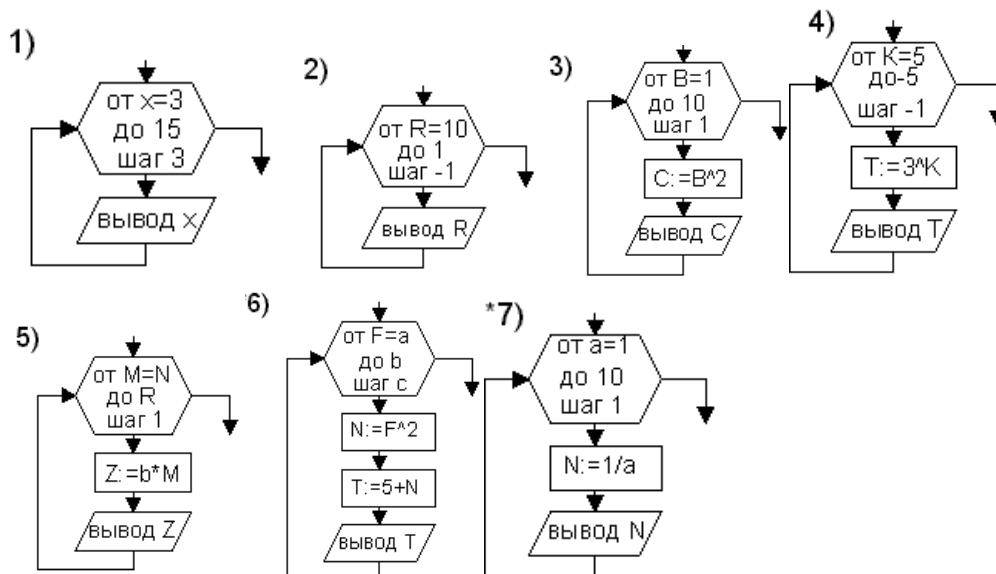 1)
от x=3
до 15
шаг 3
вывод x
2)
от R=10
до 1
шаг -1
вывод R
3)
от B=1
до 10
шаг 1
C:=B^2
вывод C
4)
от K=5
до-5
шаг -1
T:=3^K
вывод T
5)
от M=N
до R
шаг 1
Z:=b*M
вывод Z
6)
от F=a
до b
шаг c
N:=F^2
T:=5+N
вывод T
*7)
от a=1
до 10
шаг 1
N:=1/a
вывод N